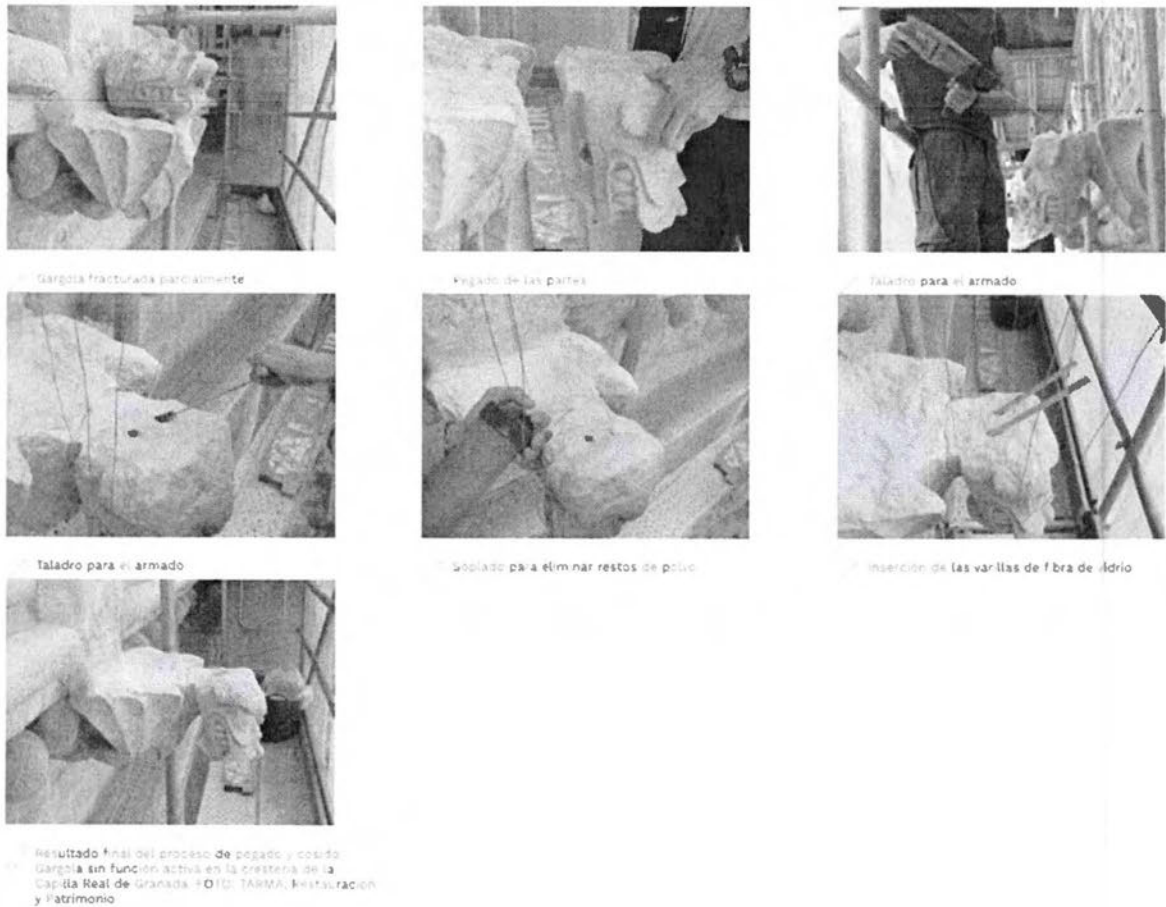 Gárgola fracturada parcialmente
Pegado de las partes
Taladro para el armado
Taladro para el armado
Soplado para eliminar restos de polvo
Inserción de las varillas de fibra de vidrio
Resultado final del proceso de pegado y cosido
Gárgola sin función activa en la crestería de la
Capilla Real de Granada. FOTO: TARMA, Restauración
y Patrimonio